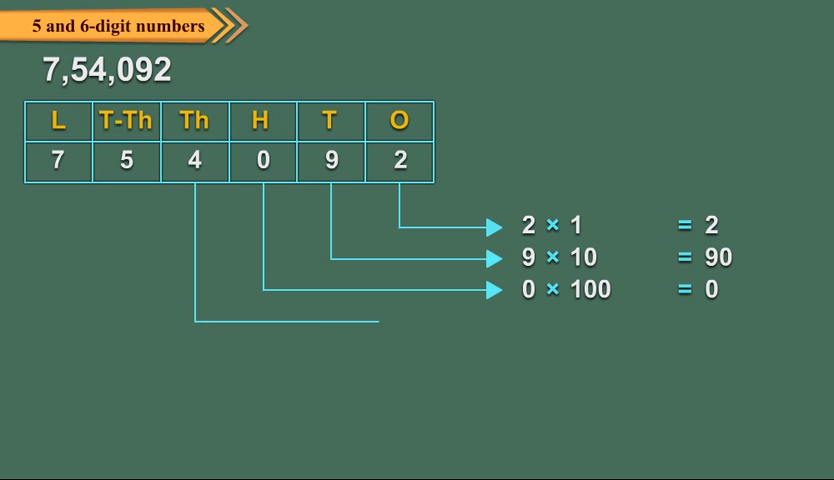 5 and 6-digit numbers
7,54,092
L T-Th Th H T O
7 5 4 0 9 2
2 × 1 = 2
9 × 10 = 90
0 × 100 = 0